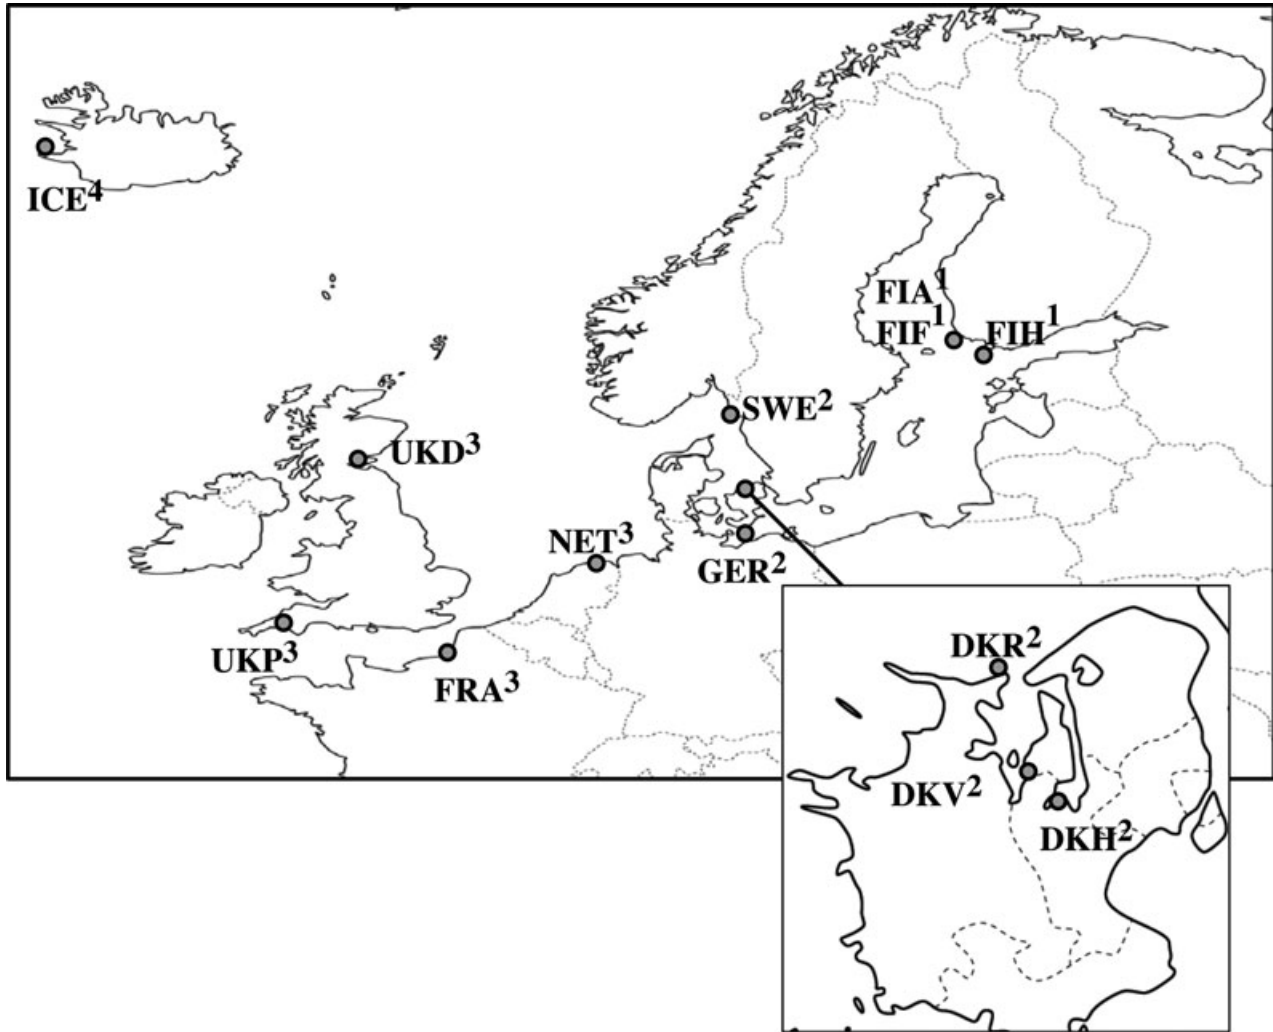 ICE4
FIA1
FIF1
FIH1
SWE2
UKD3
NET3
GER2
UKP3
FRA3
DKR2
DKV2
DKH2